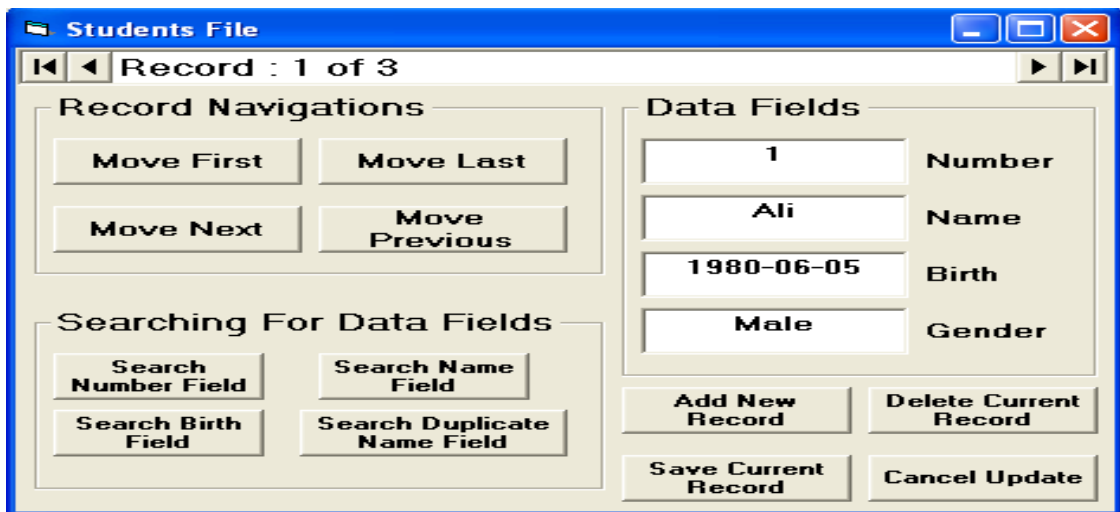 Students File
Record : 1 of 3
Record Navigations
Move First
Move Last
Move Next
Move
Previous
Searching For Data Fields
Search
Number Field
Search Name
Field
Search Birth
Field
Search Duplicate
Name Field
Data Fields
1
Number
Ali
Name
1980-06-05
Birth
Male
Gender
Add New
Record
Delete Current
Record
Save Current
Record
Cancel Update